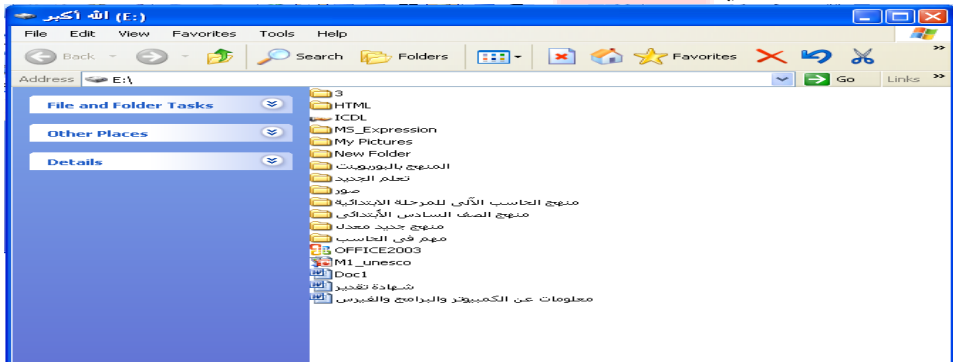 الله أكبر (E:)
File Edit View Favorites Tools Help
Back Search Folders Favorites
Address E:\ Go Links
File and Folder Tasks
Other Places
Details
3
HTML
ICDL
MS_Expression
My Pictures
New Folder
المنهج بالبوربوينت
تعلم الجديد
صور
منهج الحاسب الآلى للمرحلة الابتدائية
منهج الصف السادس الأبتدائى
منهج جديد معدل
مهم فى الحاسب
OFFICE2003
M1_unesco
Doc1
شهادة تقدير
معلومات عن الكمبيوتر والبرامج والفيرس